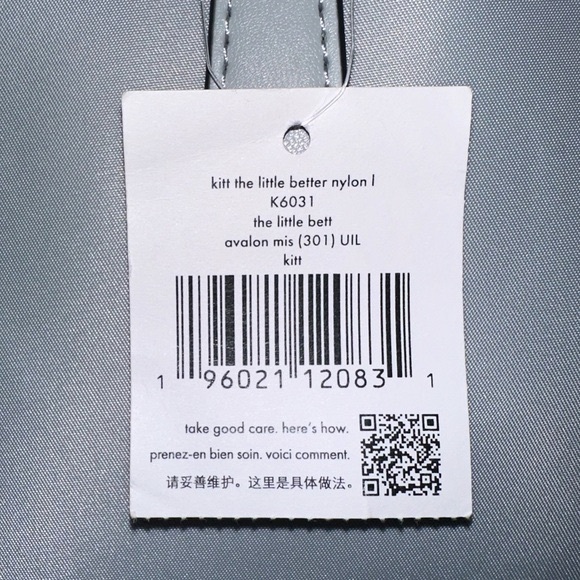 kitt the little better nylon l
K6031
the little bett
avalon mis (301) UIL
kitt
1 96021 12083 1
take good care. here's how.
prenez-en bien soin. voici comment.
请妥善维护。这里是具体做法。